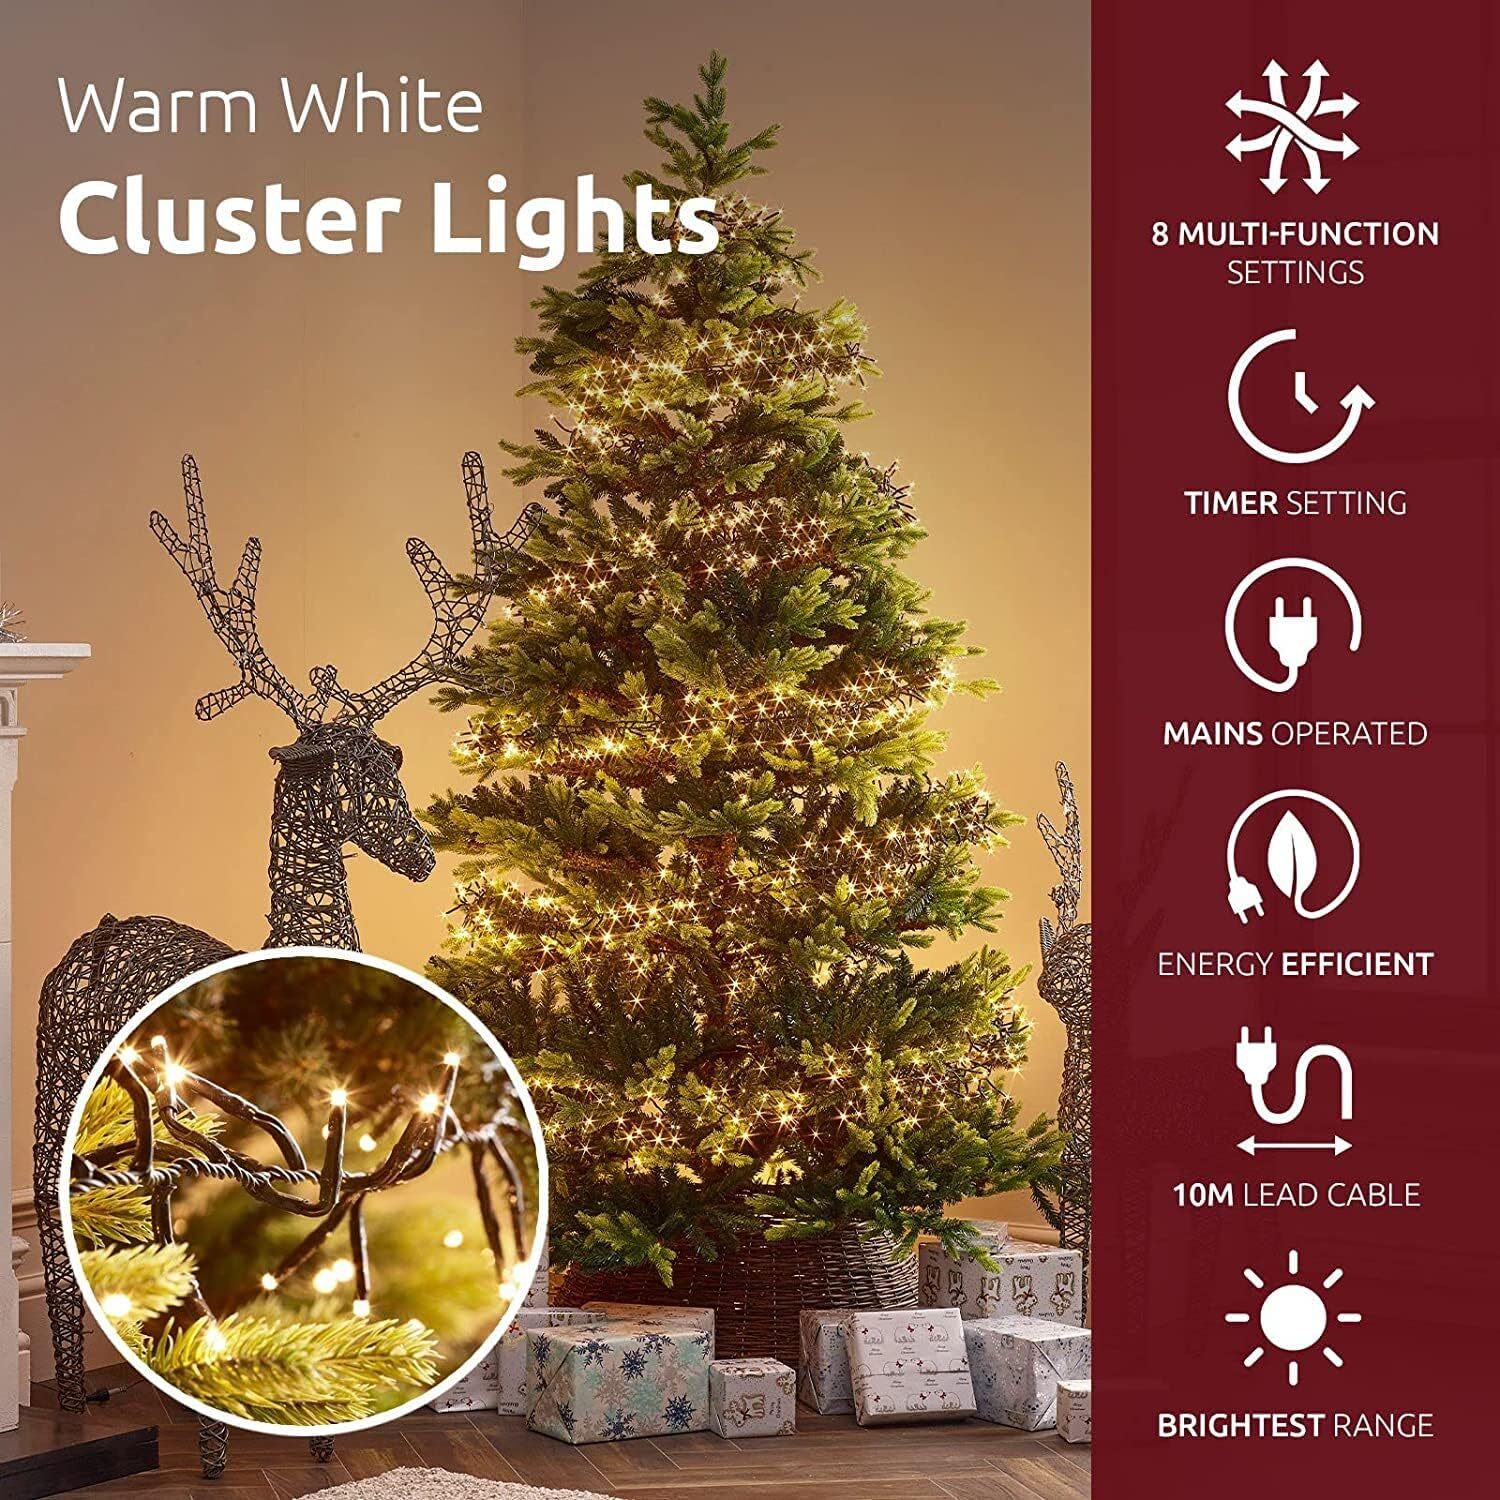 Warm White
Cluster Lights
8 MULTI-FUNCTION
SETTINGS
TIMER SETTING
MAINS OPERATED
ENERGY EFFICIENT
10M LEAD CABLE
BRIGHTEST RANGE